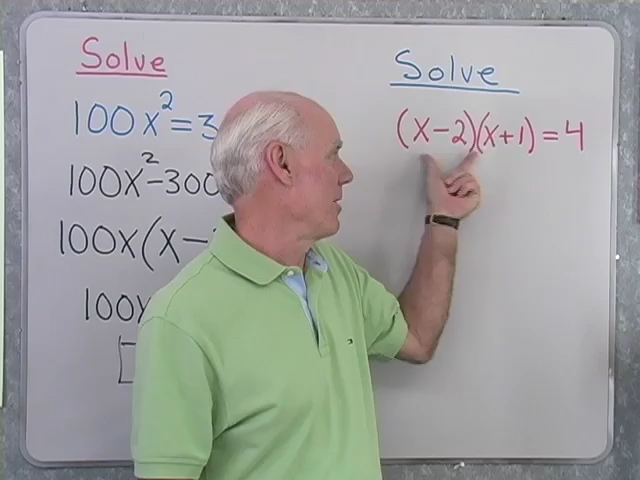 Solve
100x²=3
100x²-300
100x(x-
100x
Solve
(x-2)(x+1)=4